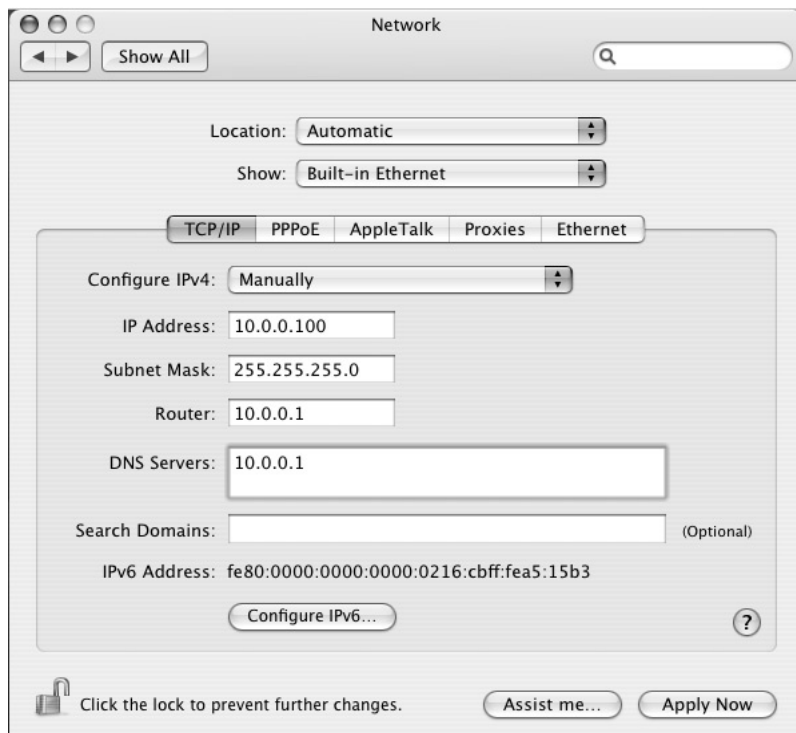 Network
Show All
Location: Automatic
Show: Built-in Ethernet
TCP/IP PPPoE AppleTalk Proxies Ethernet
Configure IPv4: Manually
IP Address: 10.0.0.100
Subnet Mask: 255.255.255.0
Router: 10.0.0.1
DNS Servers: 10.0.0.1
Search Domains: (Optional)
IPv6 Address: fe80:0000:0000:0000:0216:cbff:fea5:15b3
Configure IPv6...
?
Click the lock to prevent further changes. Assist me... Apply Now